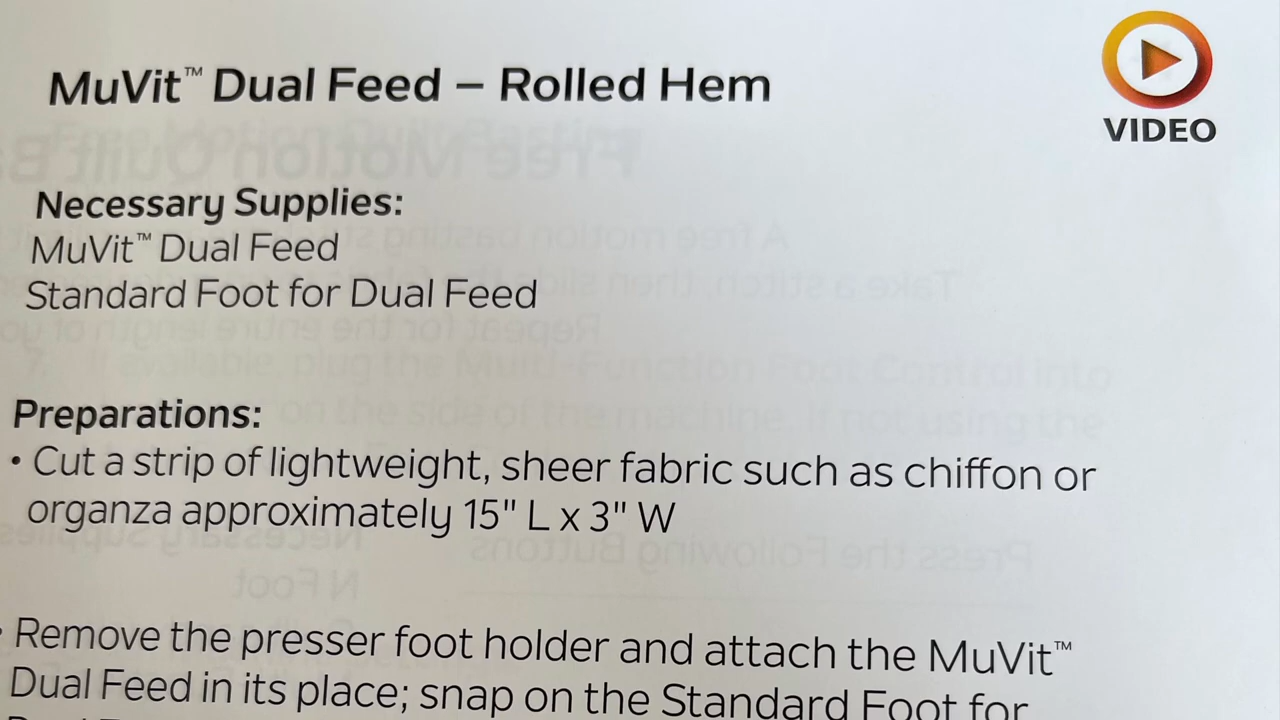 MuVit™ Dual Feed – Rolled Hem
VIDEO
Necessary Supplies:
MuVit™ Dual Feed
Standard Foot for Dual Feed
Preparations:
• Cut a strip of lightweight, sheer fabric such as chiffon or
organza approximately 15" L x 3" W
• Remove the presser foot holder and attach the MuVit™
Dual Feed in its place; snap on the Standard Foot for